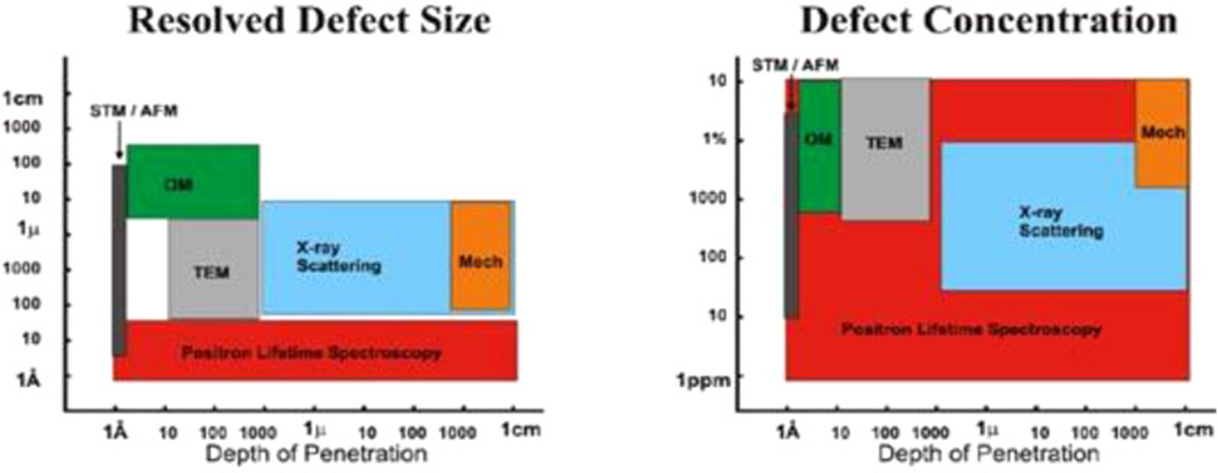 Resolved Defect Size
1cm
1000
100
10
1μ
1000
100
10
1Å
STM / AFM
OM
TEM
X-ray
Scattering
Mech
Positron Lifetime Spectroscopy
1Å 10 100 1000 1μ 10 100 1000 1cm
Depth of Penetration
Defect Concentration
STM / AFM
10
1%
1000
100
10
1ppm
OM
TEM
Mech
X-ray
Scattering
Positron Lifetime Spectroscopy
1Å 10 100 1000 1μ 10 100 1000 1cm
Depth of Penetration